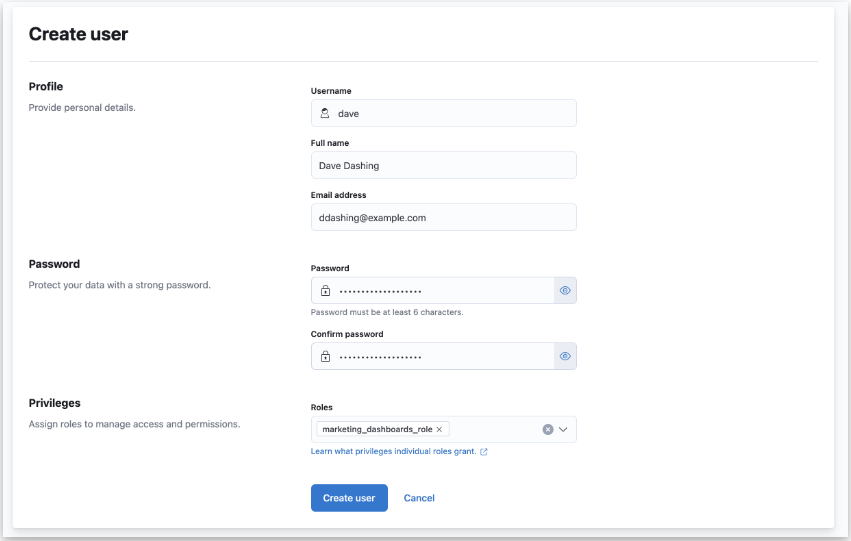 Create user
Profile
Provide personal details.
Username
dave
Full name
Dave Dashing
Email address
ddashing@example.com
Password
Protect your data with a strong password.
Password
•••••••••••••••••••
Password must be at least 6 characters.
Confirm password
•••••••••••••••••••
Privileges
Assign roles to manage access and permissions.
Roles
marketing_dashboards_role
Learn what privileges individual roles grant.
Create user Cancel